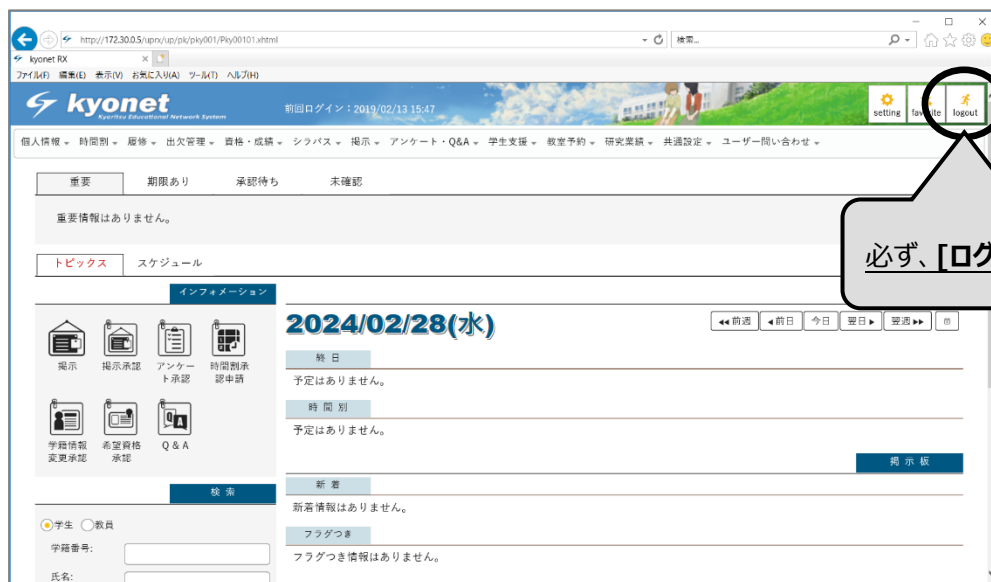 http://172.30.0.5/uprx/up/pk/pky001/Pky00101.xhtml
検索...
kyonet RX
ファイル(F) 編集(E) 表示(V) お気に入り(A) ツール(T) ヘルプ(H)
kyonet
Kyoritsu Educational Network System
前回ログイン：2019/02/13 15:47
setting
logout
個人情報 時間割 履修 出欠管理 資格・成績 シラバス 掲示 アンケート・Q&A 学生支援 教室予約 研究業績 共通設定 ユーザー問い合わせ
重要 期限あり 承認待ち 未確認
重要情報はありません。
必ず、[ログ
トピックス スケジュール
インフォメーション
2024/02/28(水)
◀◀前週 ◀前日 今日 翌日▶ 翌週▶▶
掲示 掲示承認 アンケート承認 時間割承認申請
終日
予定はありません。
時間別
予定はありません。
学籍情報変更承認 希望資格承認 Q & A
掲示板
検索
新着
新着情報はありません。
学生 教員
フラグつき
学籍番号:
フラグつき情報はありません。
氏名: